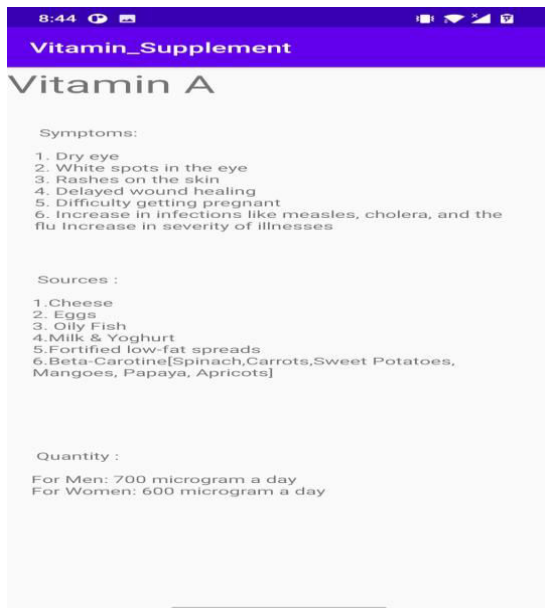 8:44
Vitamin_Supplement
Vitamin A
Symptoms:
1. Dry eye
2. White spots in the eye
3. Rashes on the skin
4. Delayed wound healing
5. Difficulty getting pregnant
6. Increase in infections like measles, cholera, and the
flu Increase in severity of illnesses
Sources :
1.Cheese
2. Eggs
3. Oily Fish
4.Milk & Yoghurt
5.Fortified low-fat spreads
6.Beta-Carotine[Spinach,Carrots,Sweet Potatoes,
Mangoes, Papaya, Apricots]
Quantity :
For Men: 700 microgram a day
For Women: 600 microgram a day